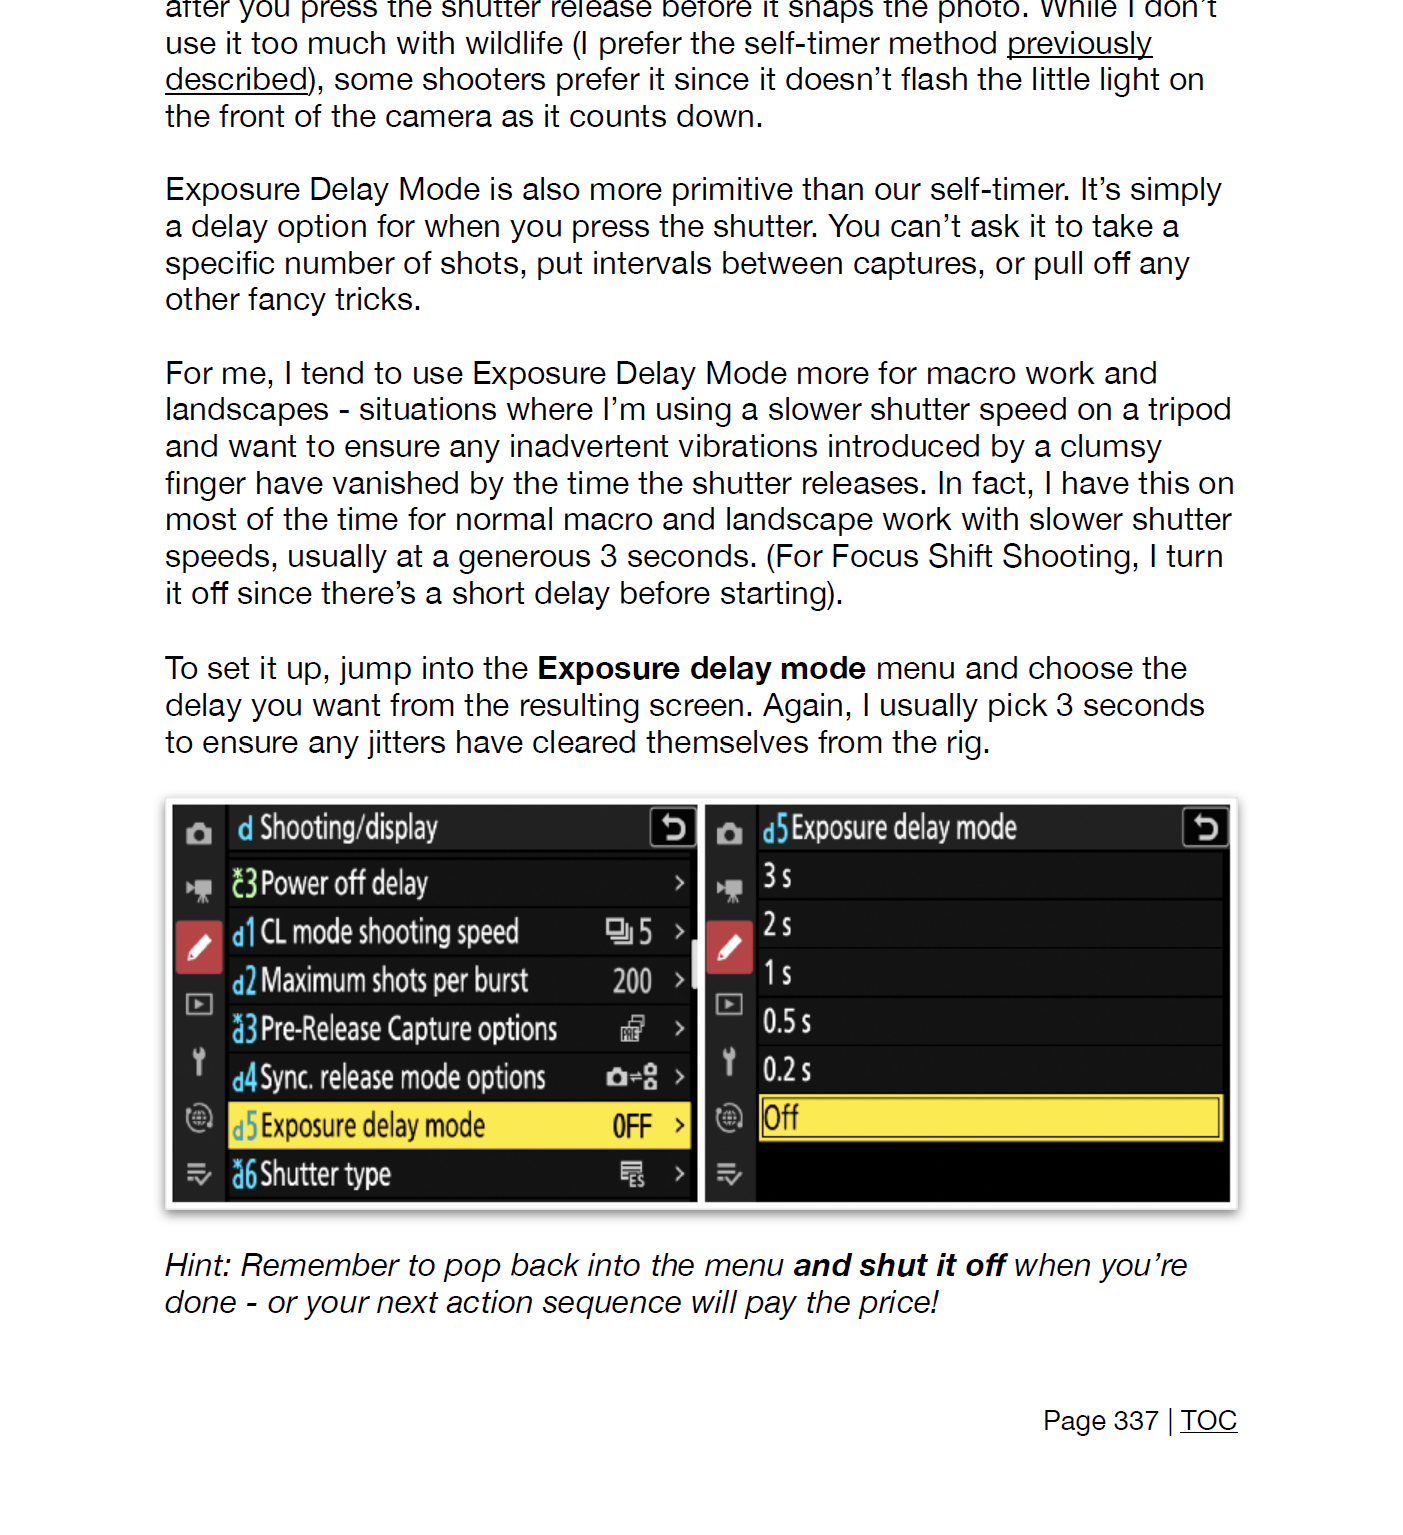 after you press the shutter release before it snaps the photo. While I don’t
use it too much with wildlife (I prefer the self-timer method previously
described), some shooters prefer it since it doesn’t flash the little light on
the front of the camera as it counts down.
Exposure Delay Mode is also more primitive than our self-timer. It’s simply
a delay option for when you press the shutter. You can’t ask it to take a
specific number of shots, put intervals between captures, or pull off any
other fancy tricks.
For me, I tend to use Exposure Delay Mode more for macro work and
landscapes - situations where I’m using a slower shutter speed on a tripod
and want to ensure any inadvertent vibrations introduced by a clumsy
finger have vanished by the time the shutter releases. In fact, I have this on
most of the time for normal macro and landscape work with slower shutter
speeds, usually at a generous 3 seconds. (For Focus Shift Shooting, I turn
it off since there’s a short delay before starting).
To set it up, jump into the Exposure delay mode menu and choose the
delay you want from the resulting screen. Again, I usually pick 3 seconds
to ensure any jitters have cleared themselves from the rig.
d Shooting/display
*c3 Power off delay
d1 CL mode shooting speed 5
d2 Maximum shots per burst 200
*d3 Pre-Release Capture options PRE
d4 Sync. release mode options
d5 Exposure delay mode OFF
*d6 Shutter type ES
d5 Exposure delay mode
3 s
2 s
1 s
0.5 s
0.2 s
Off
Hint: Remember to pop back into the menu and shut it off when you’re
done - or your next action sequence will pay the price!
Page 337 | TOC